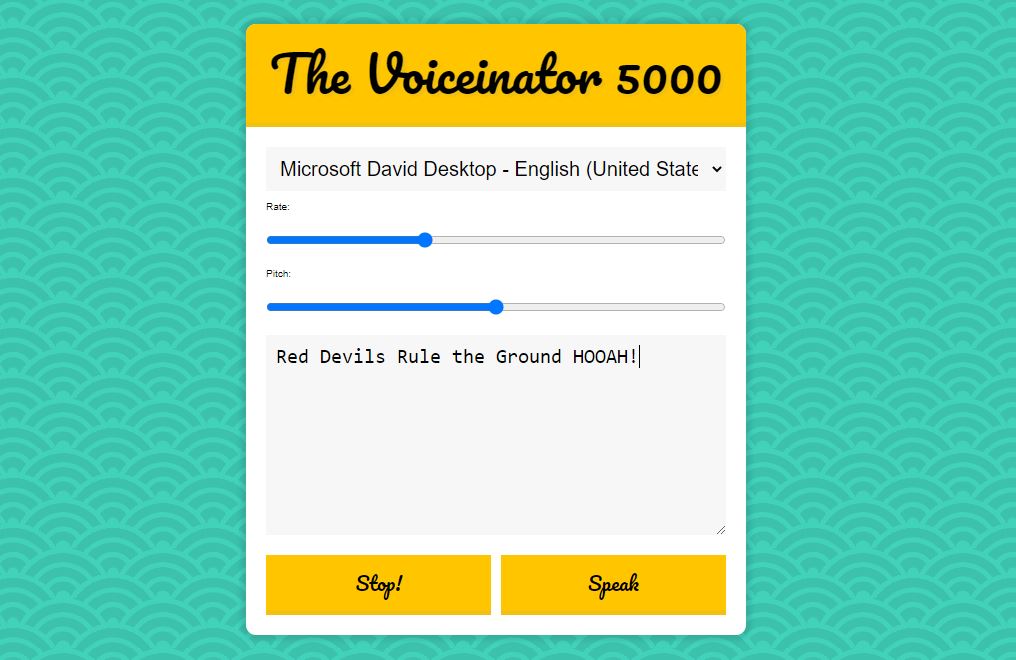 The Voiceinator 5000
Microsoft David Desktop - English (United State
Rate:
Pitch:
Red Devils Rule the Ground HOOAH!
Stop!
Speak